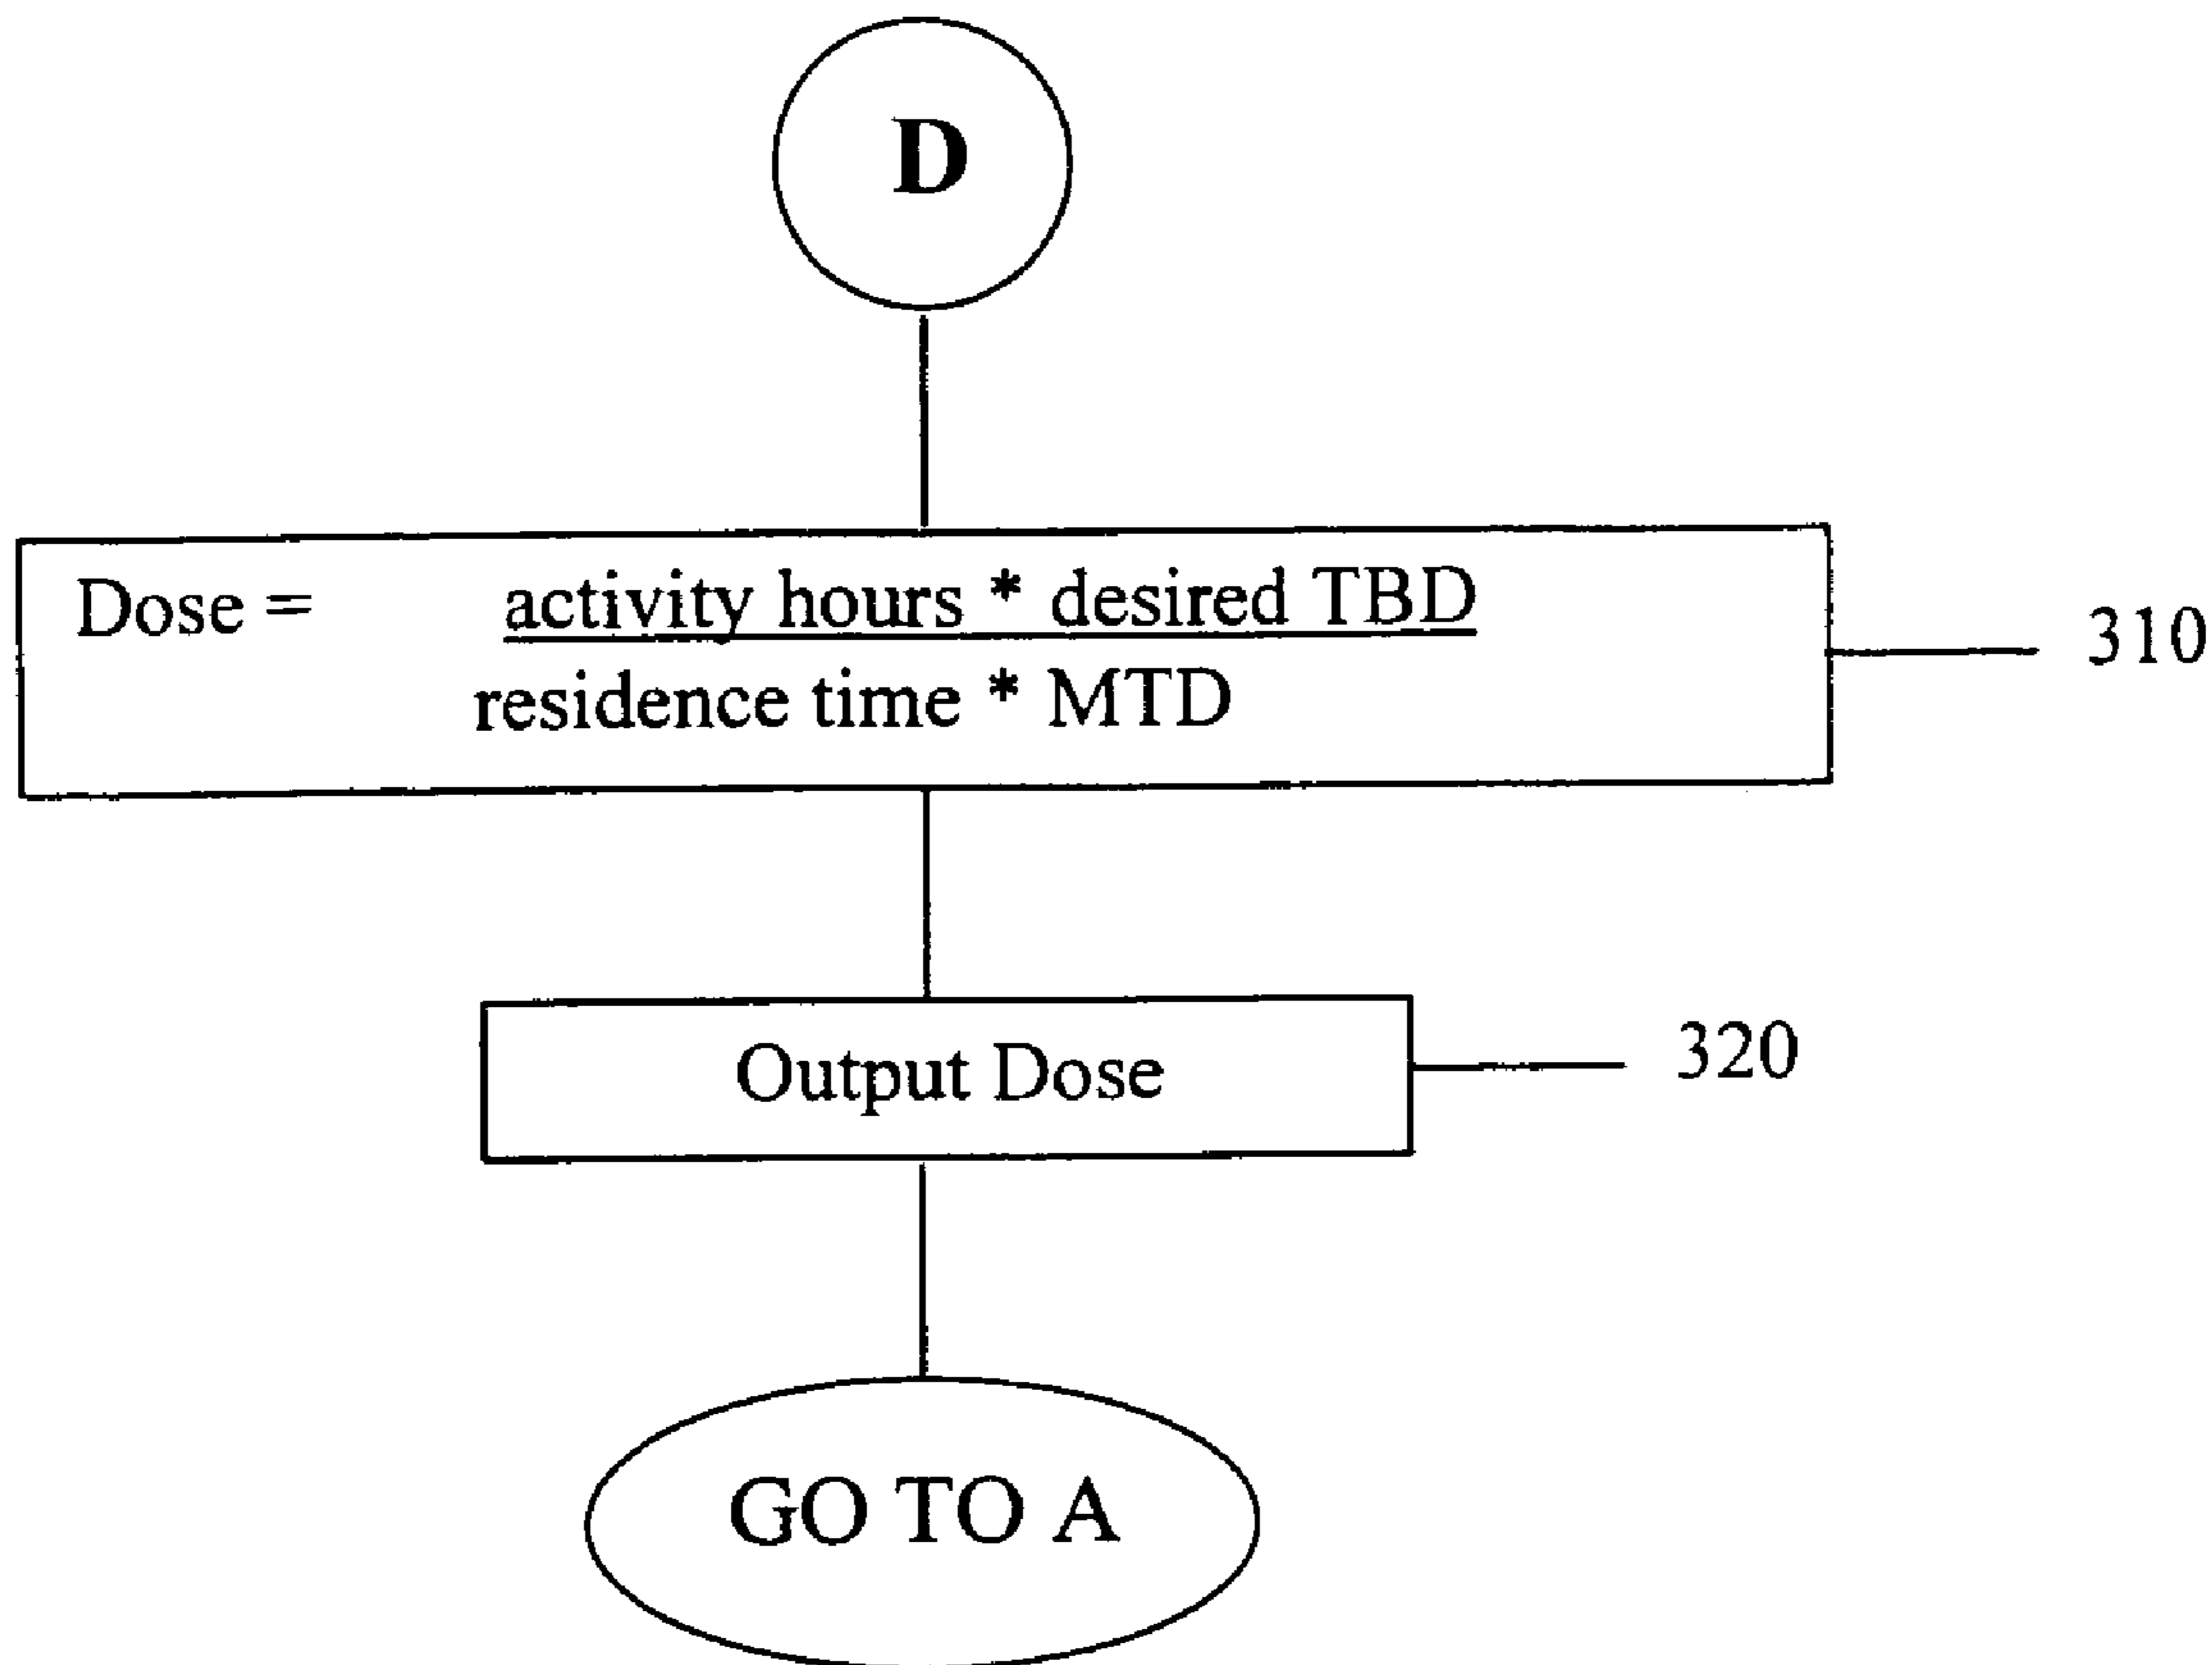 D
Dose = activity hours * desired TBD
residence time * MTD
310
Output Dose
320
GO TO A